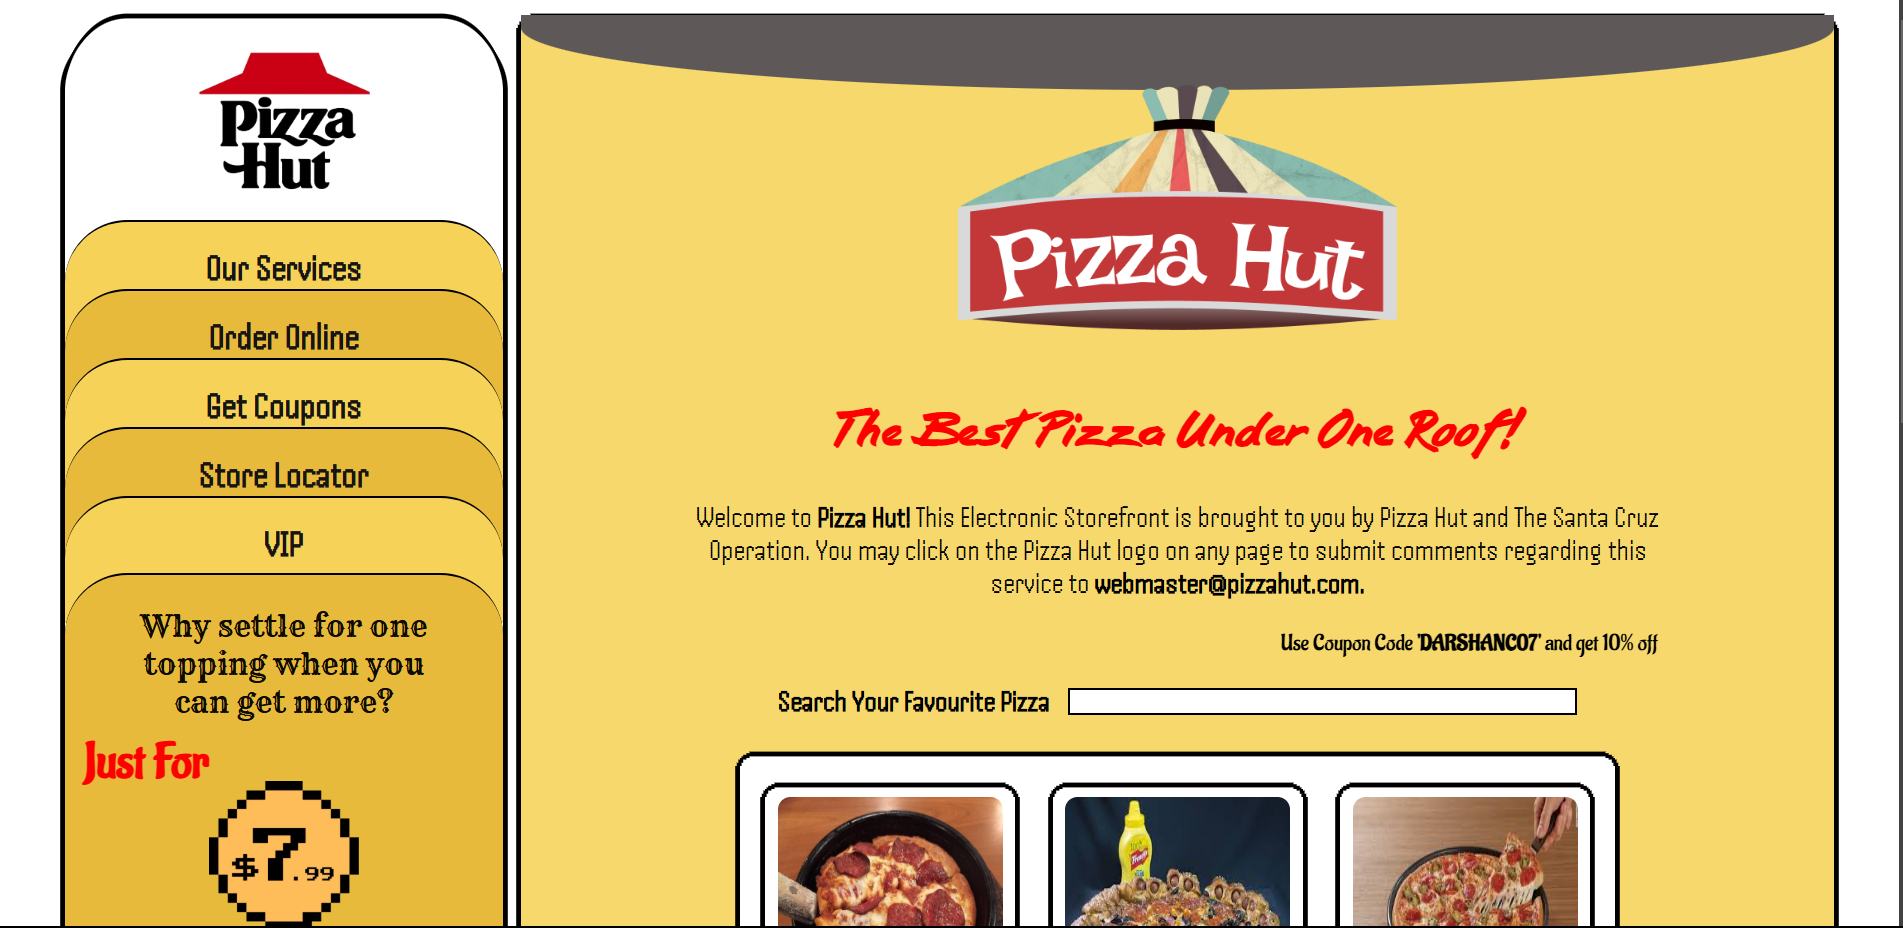 Pizza
Hut
Our Services
Order Online
Get Coupons
Store Locator
VIP
Why settle for one
topping when you
can get more?
Just For
$7.99
Pizza Hut
The Best Pizza Under One Roof!
Welcome to Pizza Hut! This Electronic Storefront is brought to you by Pizza Hut and The Santa Cruz
Operation. You may click on the Pizza Hut logo on any page to submit comments regarding this
service to webmaster@pizzahut.com.
Use Coupon Code 'DARSHANC07' and get 10% off
Search Your Favourite Pizza